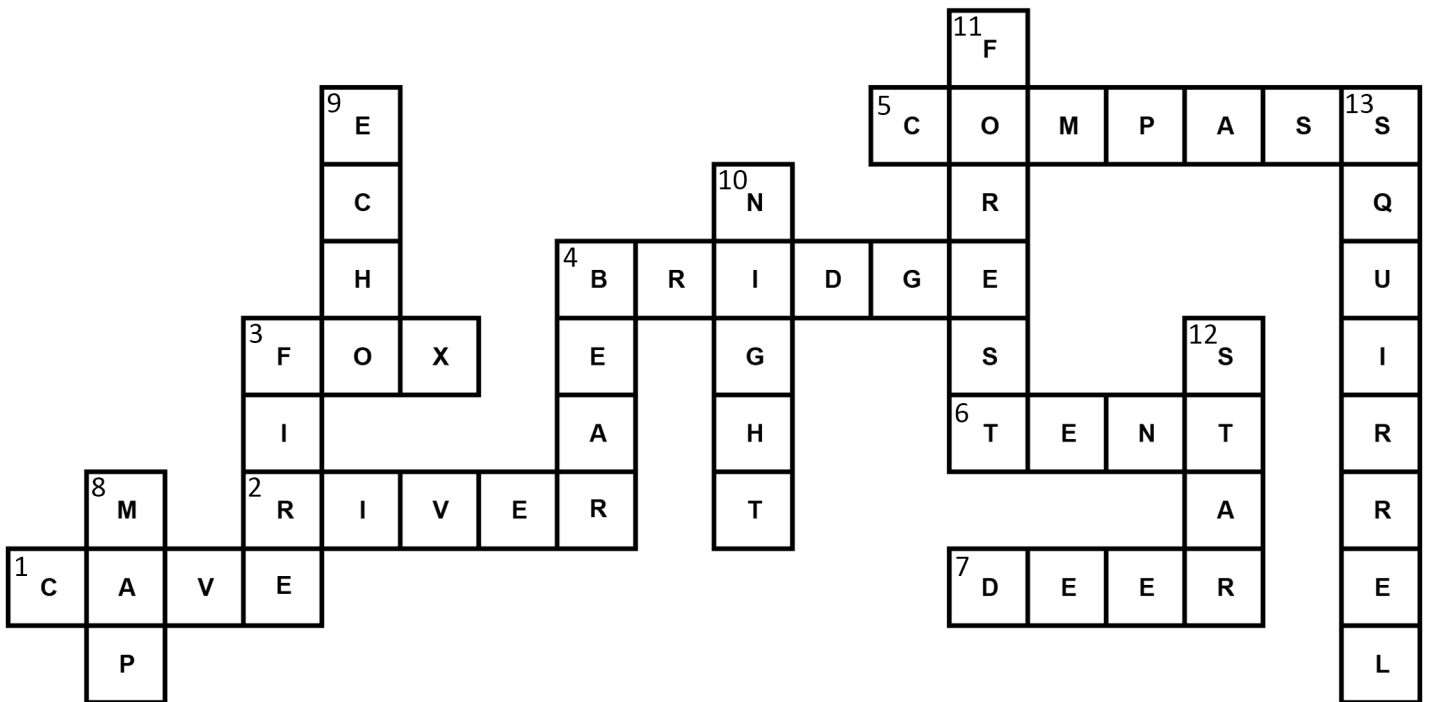 11 F
9 E 5 C O M P A S 13 S
C 10 N R Q
H 4 B R I D G E U
3 F O X E G S 12 S I
I A H 6 T E N T R
8 M 2 R I V E R T A R
1 C A V E 7 D E E R E
P L